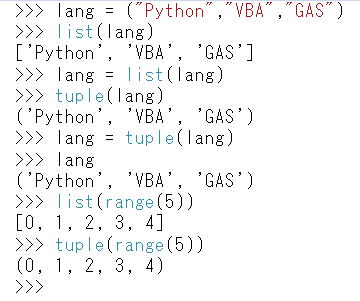 >>> lang = ("Python","VBA","GAS")
>>> list(lang)
['Python', 'VBA', 'GAS']
>>> lang = list(lang)
>>> tuple(lang)
('Python', 'VBA', 'GAS')
>>> lang = tuple(lang)
>>> lang
('Python', 'VBA', 'GAS')
>>> list(range(5))
[0, 1, 2, 3, 4]
>>> tuple(range(5))
(0, 1, 2, 3, 4)
>>>